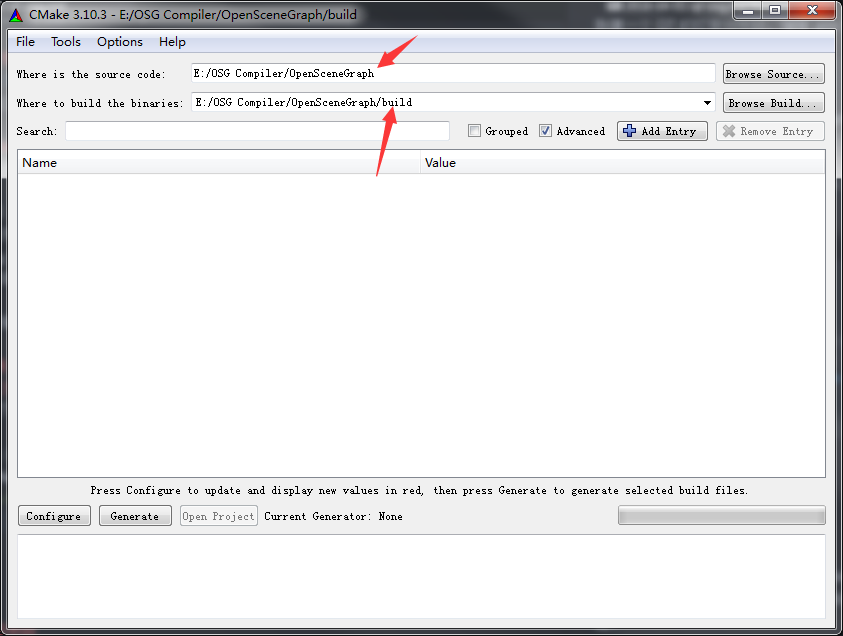 CMake 3.10.3 - E:/OSG Compiler/OpenSceneGraph/build
File Tools Options Help
Where is the source code: E:/OSG Compiler/OpenSceneGraph Browse Source...
Where to build the binaries: E:/OSG Compiler/OpenSceneGraph/build Browse Build...
Search: Grouped Advanced Add Entry Remove Entry
Name Value
Press Configure to update and display new values in red, then press Generate to generate selected build files.
Configure Generate Open Project Current Generator: None